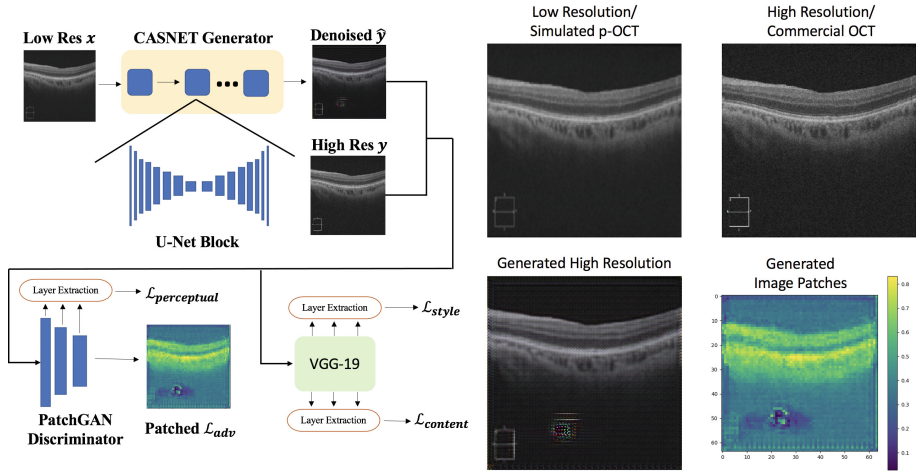 Low Res x
CASNET Generator
Denoised ŷ
High Res y
U-Net Block
Layer Extraction
ℒperceptual
PatchGAN
Discriminator
Patched ℒadv
Layer Extraction
ℒstyle
VGG-19
Layer Extraction
ℒcontent
Low Resolution/
Simulated p-OCT
High Resolution/
Commercial OCT
Generated High Resolution
Generated
Image Patches
0
10
20
30
40
50
60
0
20
40
60
0.8
0.7
0.6
0.5
0.4
0.3
0.2
0.1